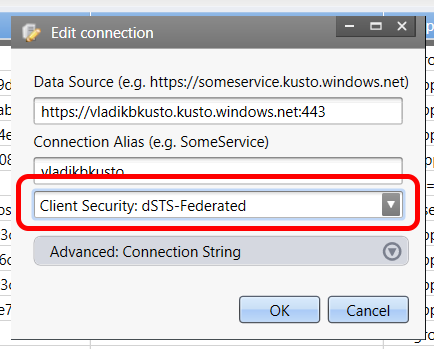 Edit connection
Data Source (e.g. https://someservice.kusto.windows.net)
https://vladikbkusto.kusto.windows.net:443
Connection Alias (e.g. SomeService)
vladikbkusto
Client Security: dSTS-Federated
Advanced: Connection String
OK
Cancel